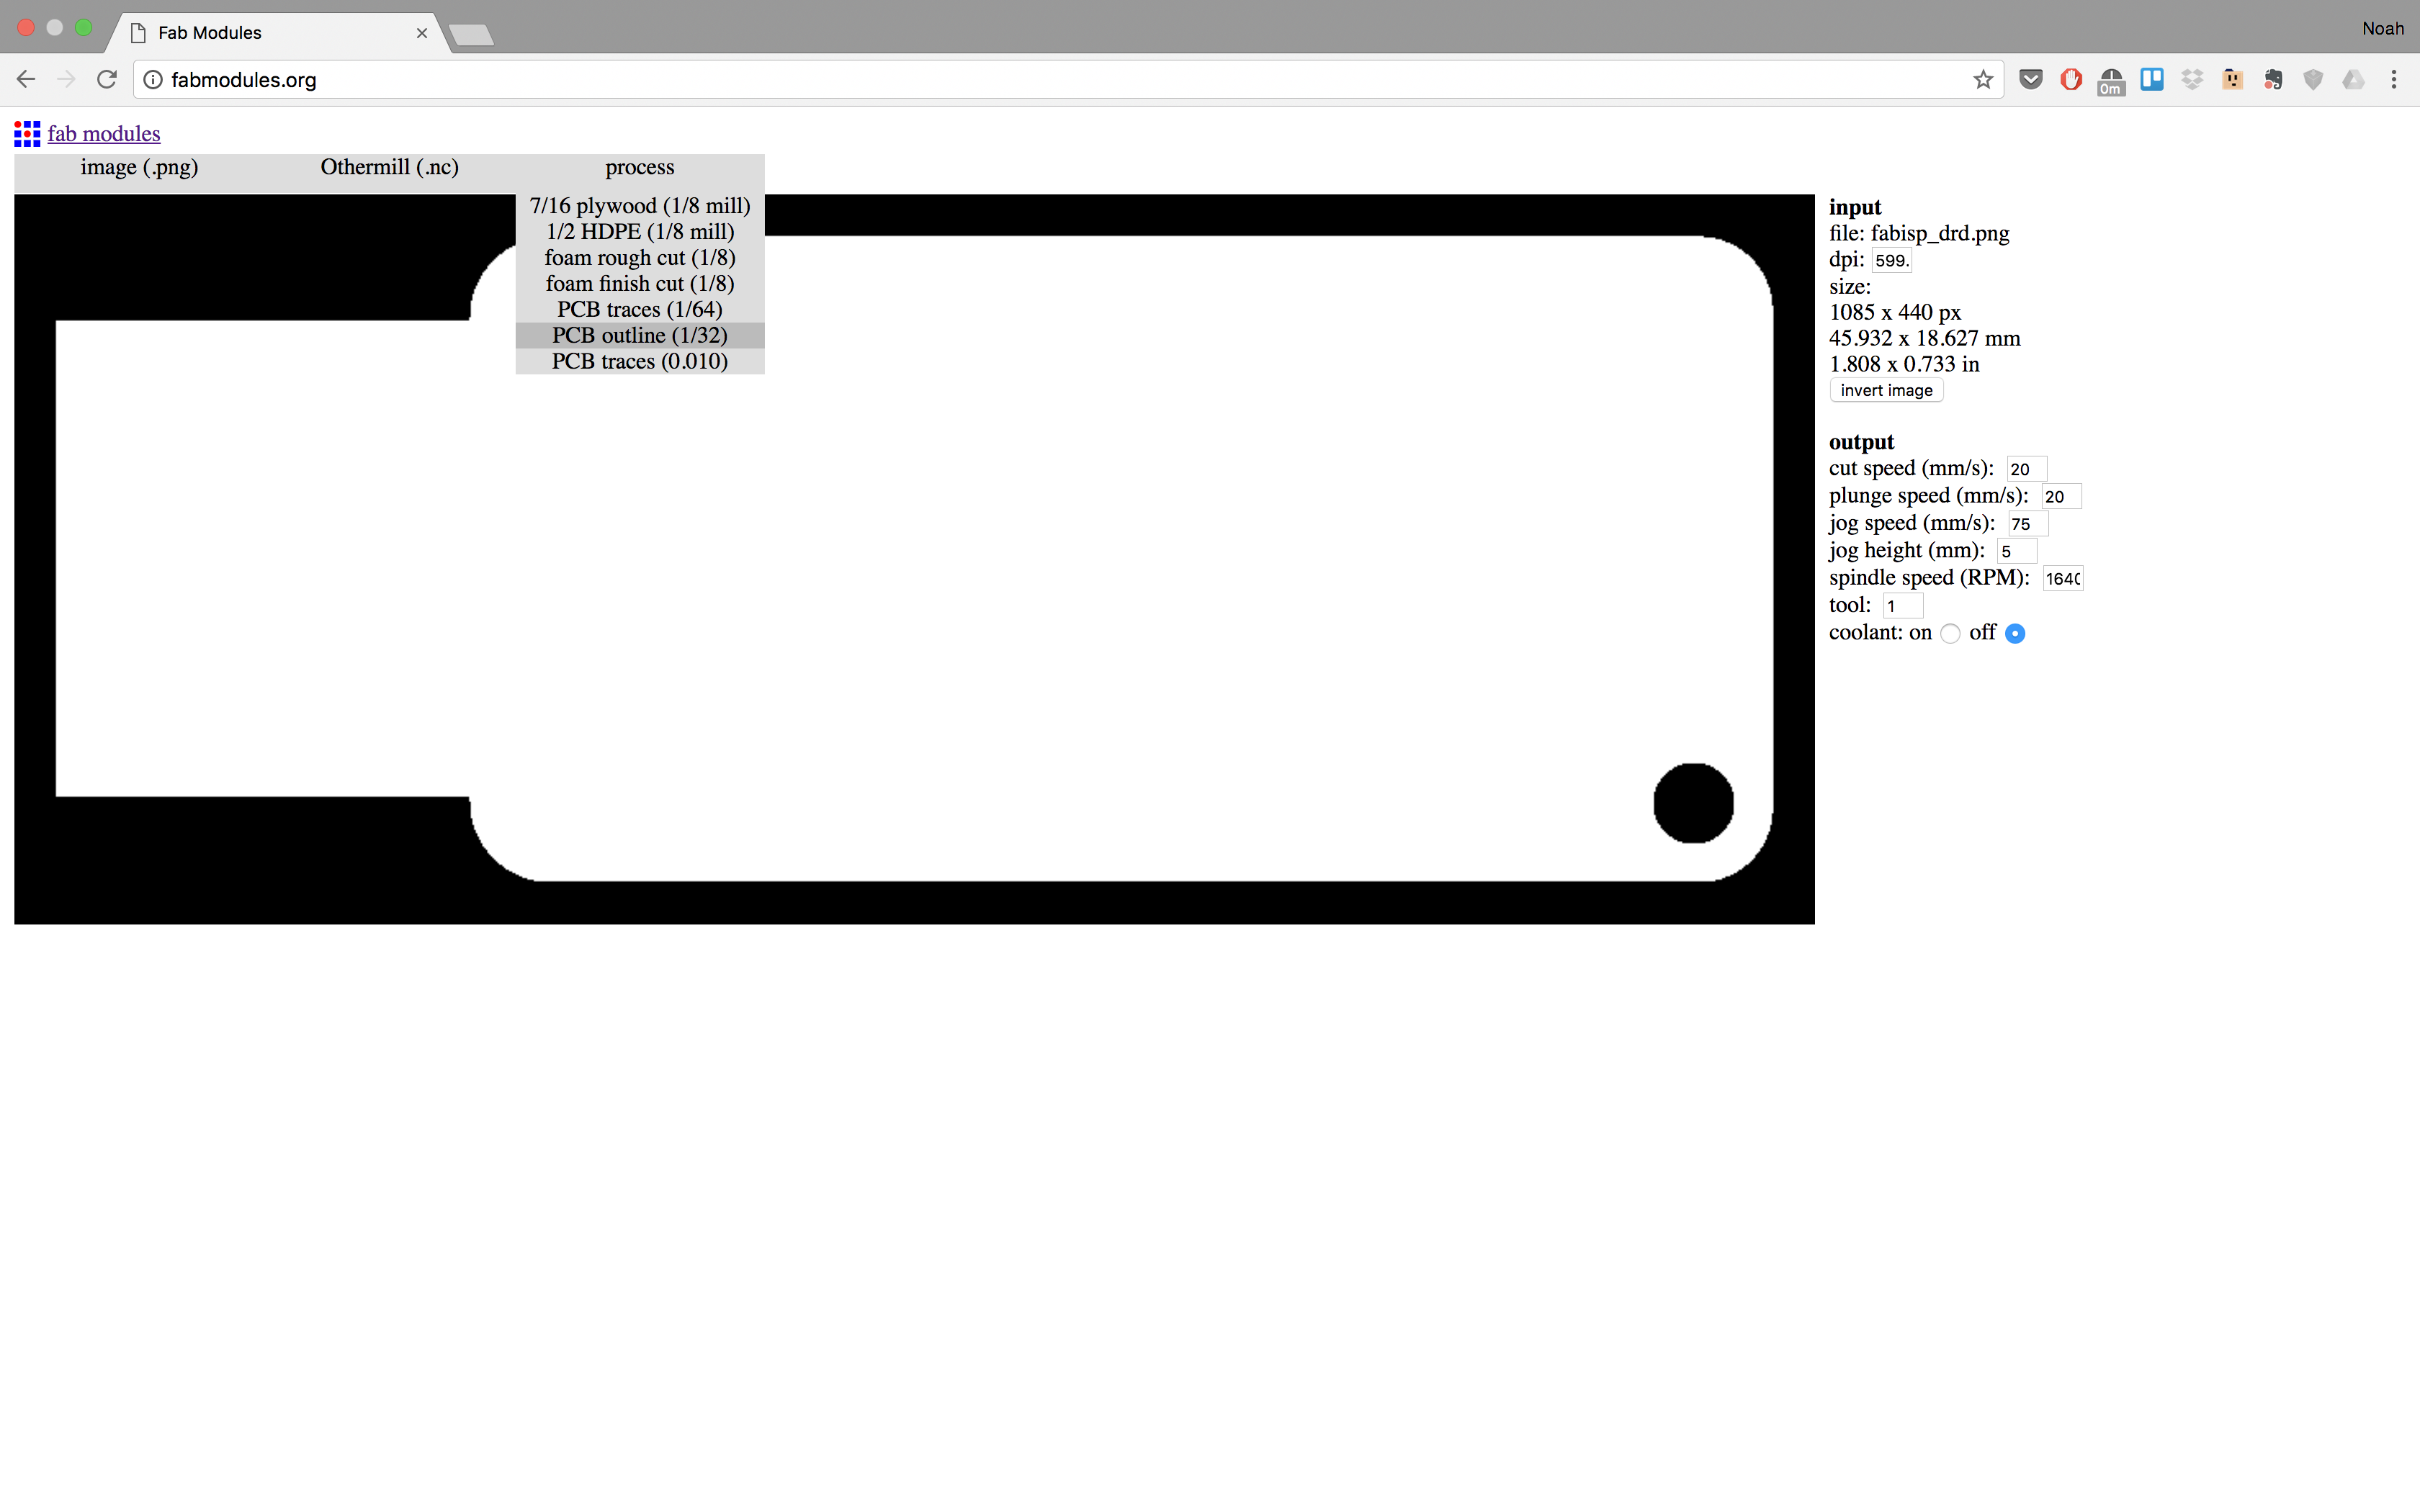 Fab Modules
Noah
fabmodules.org
0m
fab modules
image (.png) Othermill (.nc) process
7/16 plywood (1/8 mill)
1/2 HDPE (1/8 mill)
foam rough cut (1/8)
foam finish cut (1/8)
PCB traces (1/64)
PCB outline (1/32)
PCB traces (0.010)
input
file: fabisp_drd.png
dpi: 599.
size:
1085 x 440 px
45.932 x 18.627 mm
1.808 x 0.733 in
invert image
output
cut speed (mm/s): 20
plunge speed (mm/s): 20
jog speed (mm/s): 75
jog height (mm): 5
spindle speed (RPM): 1640
tool: 1
coolant: on off